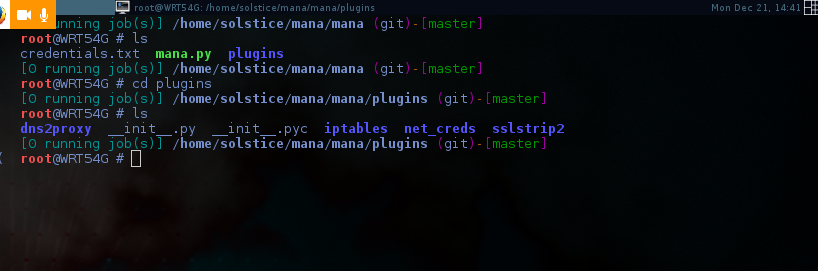 root@WRT54G: /home/solstice/mana/mana/plugins Mon Dec 21, 14:41
running job(s)] /home/solstice/mana/mana (git)-[master]
root@WRT54G # ls
credentials.txt mana.py plugins
[0 running job(s)] /home/solstice/mana/mana (git)-[master]
root@WRT54G # cd plugins
[0 running job(s)] /home/solstice/mana/mana/plugins (git)-[master]
root@WRT54G # ls
dns2proxy __init__.py __init__.pyc iptables net_creds sslstrip2
[0 running job(s)] /home/solstice/mana/mana/plugins (git)-[master]
root@WRT54G #